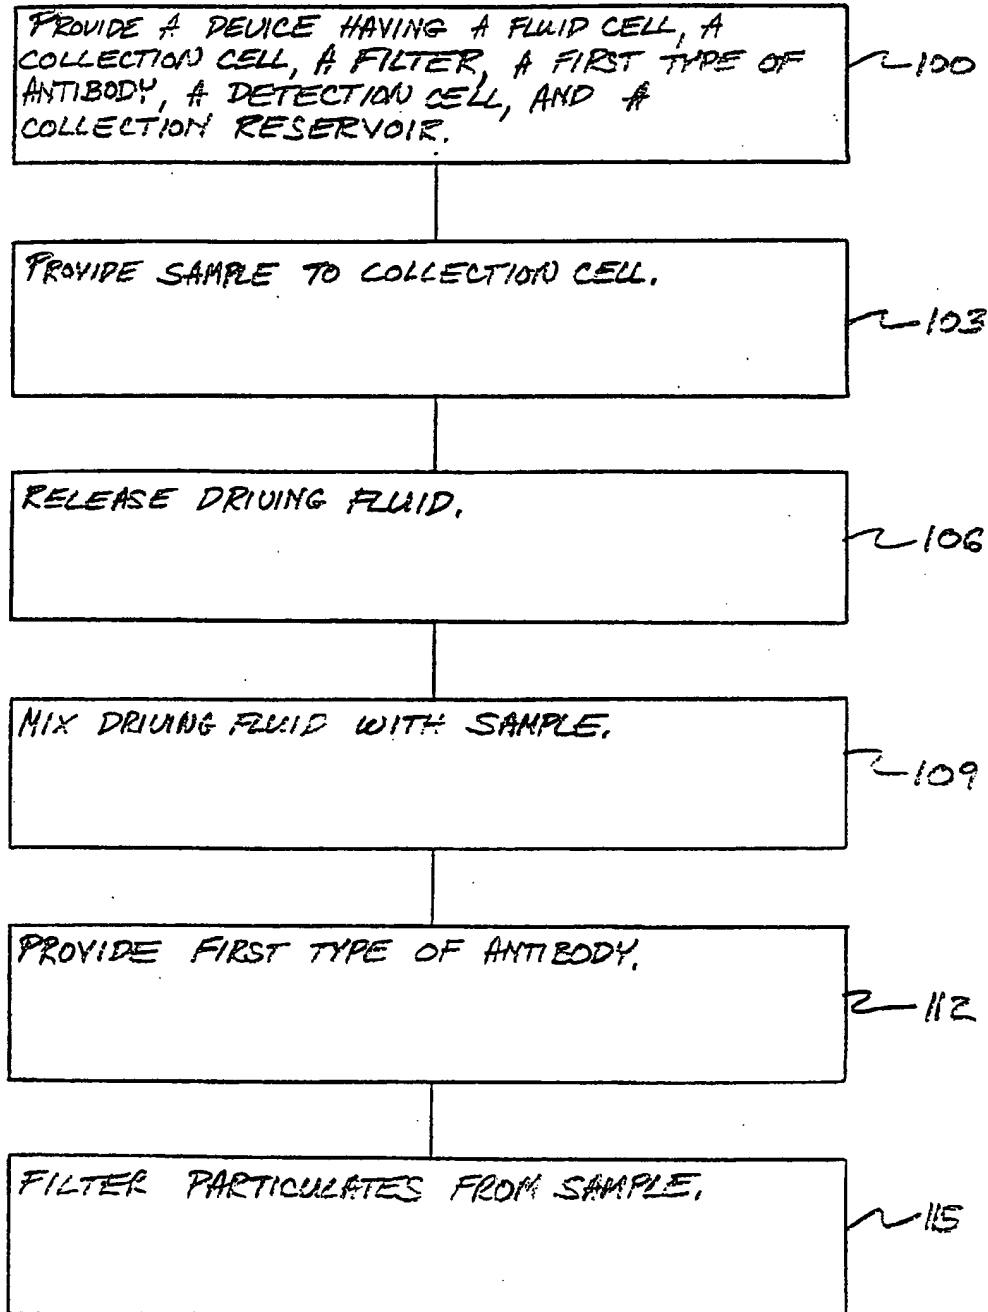 PROVIDE A DEVICE HAVING A FLUID CELL, A
COLLECTION CELL, A FILTER, A FIRST TYPE OF
ANTIBODY, A DETECTION CELL, AND A
COLLECTION RESERVOIR.
100
PROVIDE SAMPLE TO COLLECTION CELL.
103
RELEASE DRIVING FLUID.
106
MIX DRIVING FLUID WITH SAMPLE.
109
PROVIDE FIRST TYPE OF ANTIBODY.
112
FILTER PARTICULATES FROM SAMPLE.
115